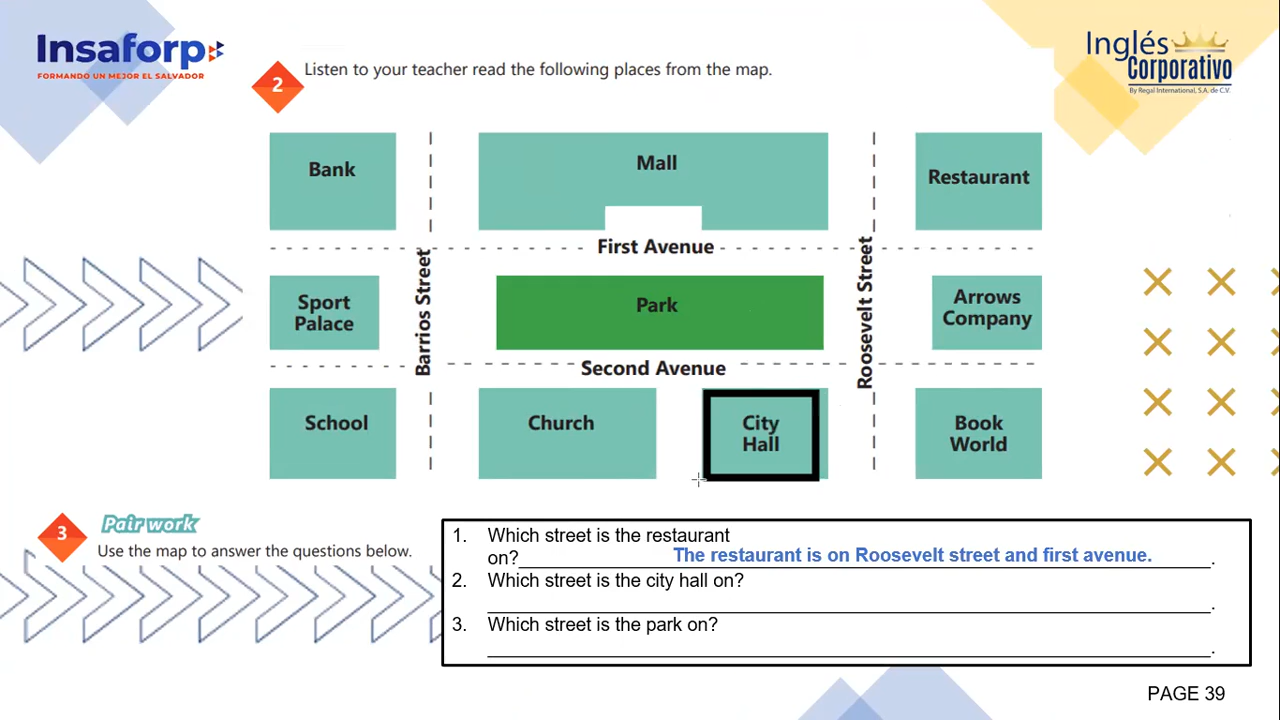 Insaforp
FORMANDO UN MEJOR EL SALVADOR
Inglés
Corporativo
By Regal International, S.A. de C.V.
2
Listen to your teacher read the following places from the map.
Bank
Mall
Restaurant
First Avenue
Barrios Street
Roosevelt Street
Sport
Palace
Park
Arrows
Company
Second Avenue
School
Church
City
Hall
Book
World
3
Pair work
Use the map to answer the questions below.
1. Which street is the restaurant
on? The restaurant is on Roosevelt street and first avenue.
2. Which street is the city hall on?
3. Which street is the park on?
PAGE 39